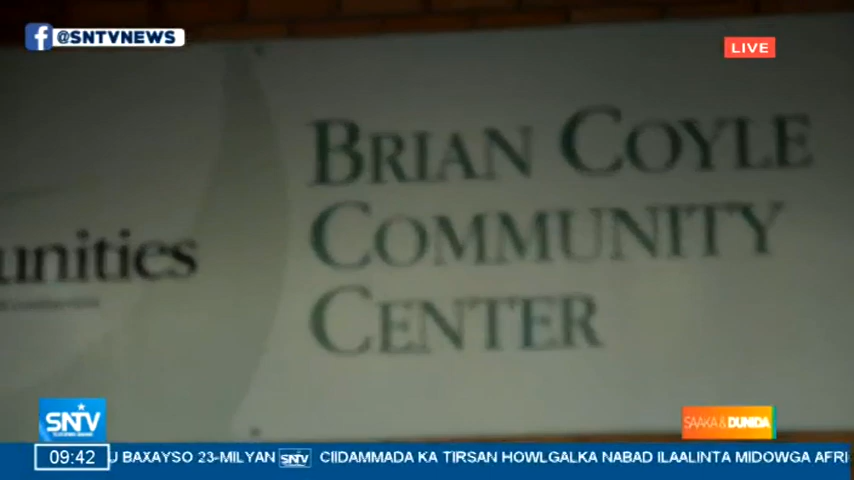 @SNTVNEWS
LIVE
BRIAN COYLE
COMMUNITY
CENTER
unities
SNTV
SAAKA & DUNIDA
09:42
U BAXAYSO 23-MILYAN SNTV CIIDAMMADA KA TIRSAN HOWLGALKA NABAD ILAALINTA MIDOWGA AFRI